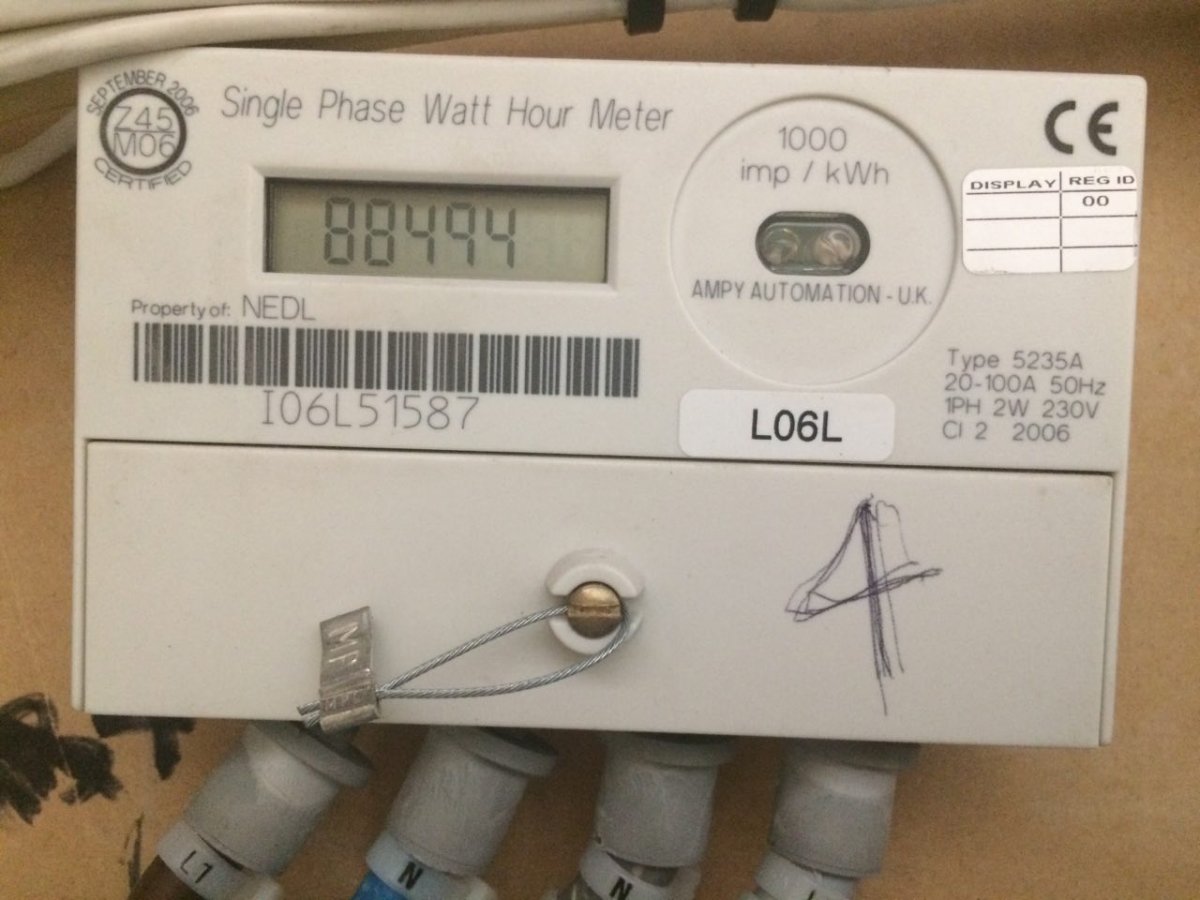 SEPTEMBER 2006
Z45
M06
CERTIFIED
Single Phase Watt Hour Meter
88494
Property of: NEDL
I06L51587
1000
imp / kWh
AMPY AUTOMATION - U.K.
CE
DISPLAY REG ID
00
Type 5235A
20-100A 50Hz
1PH 2W 230V
Cl 2 2006
L06L
4
L1
N
N